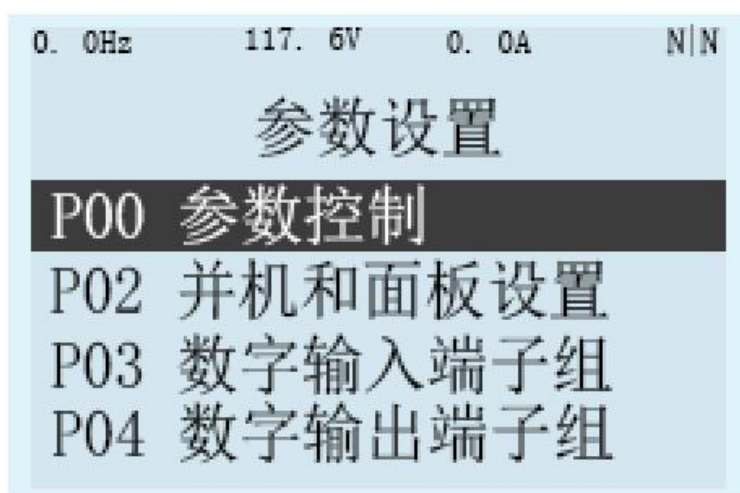 0. 0Hz 117. 6V 0. 0A N|N
参数设置
P00 参数控制
P02 并机和面板设置
P03 数字输入端子组
P04 数字输出端子组